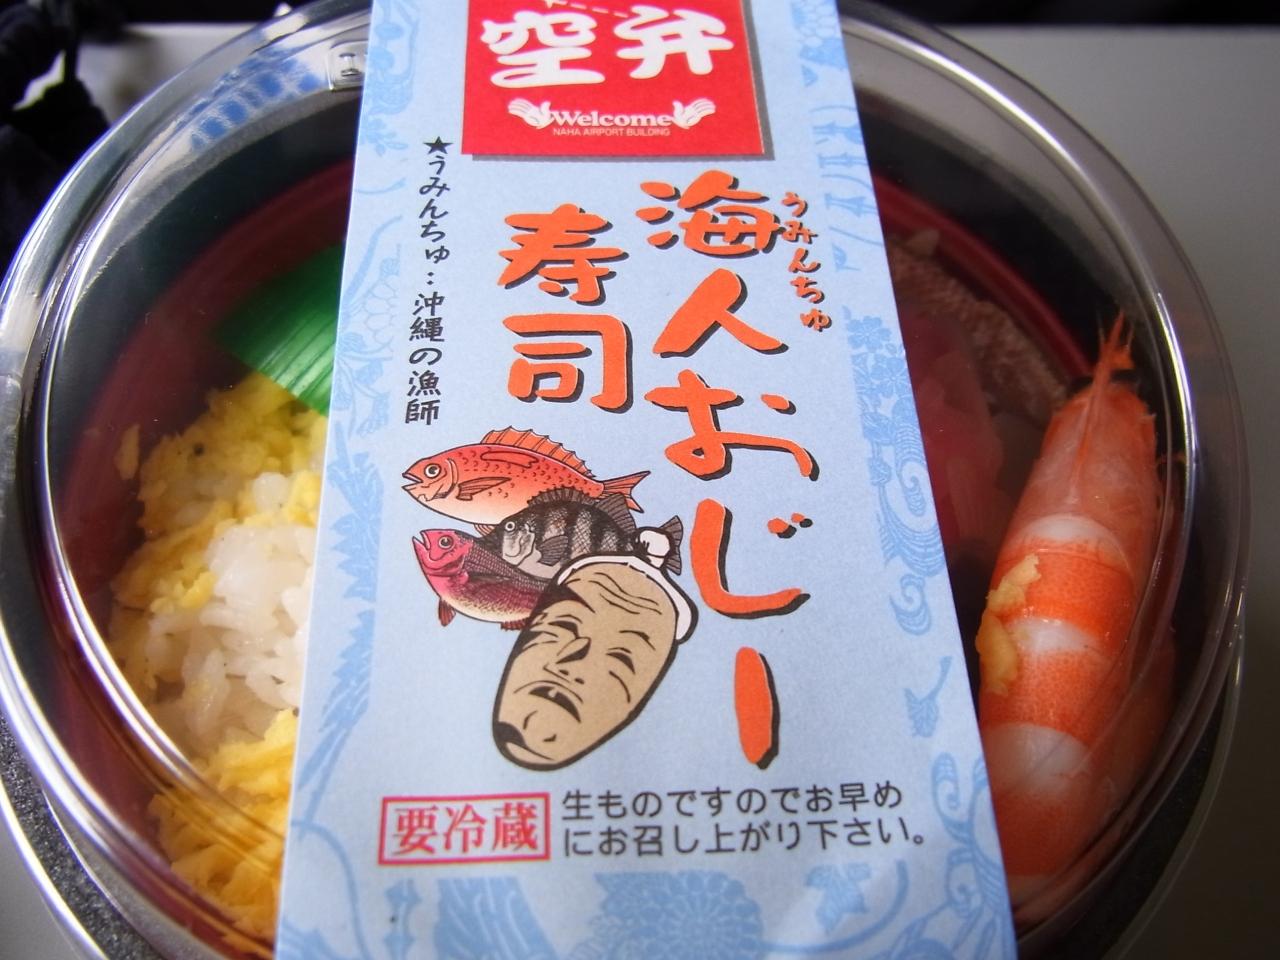 空弁
Welcome
NAHA AIRPORT BUILDING
うみんちゅ
海人おじー
寿司
★うみんちゅ:沖縄の漁師
要冷蔵
生ものですのでお早め
にお召し上がり下さい。